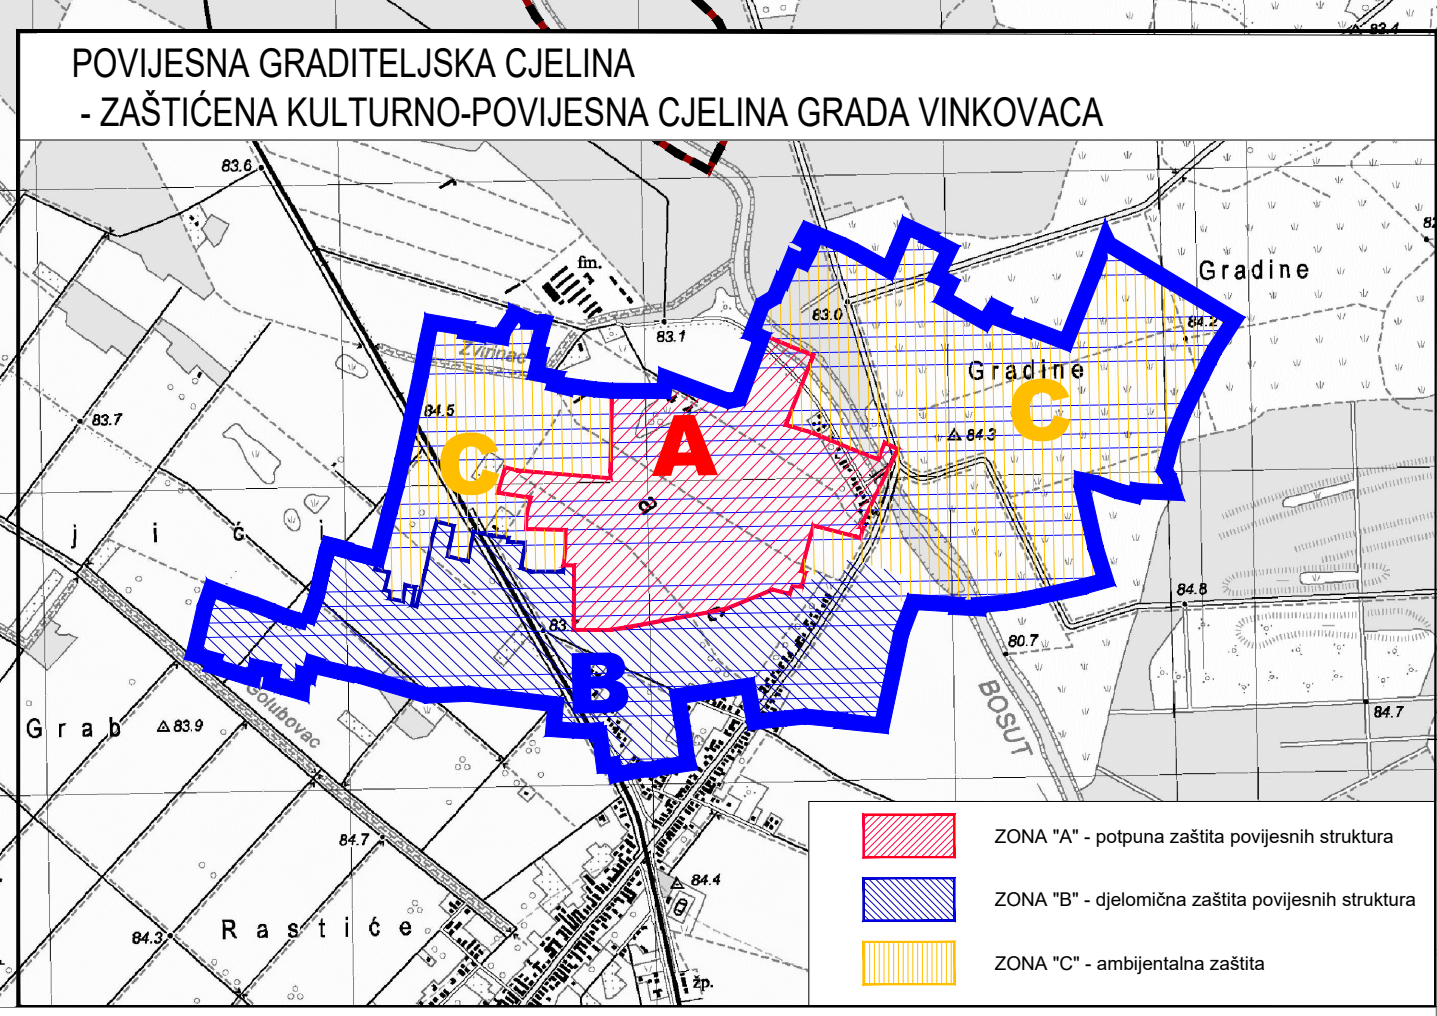 POVIJESNA GRADITELJSKA CJELINA
- ZAŠTIĆENA KULTURNO-POVIJESNA CJELINA GRADA VINKOVACA
83.4
83.6
fm.
Gradine
83.0
84.2
83.1
Gradine
84.5
83.7
C
C
A
84.3
a
j i ć i
84.8
83
80.7
B
Golubovac
BOSUT
Grab
83.9
84.7
84.7
84.4
Rastiće
84.3
žp.
ZONA "A" - potpuna zaštita povijesnih struktura
ZONA "B" - djelomična zaštita povijesnih struktura
ZONA "C" - ambijentalna zaštita